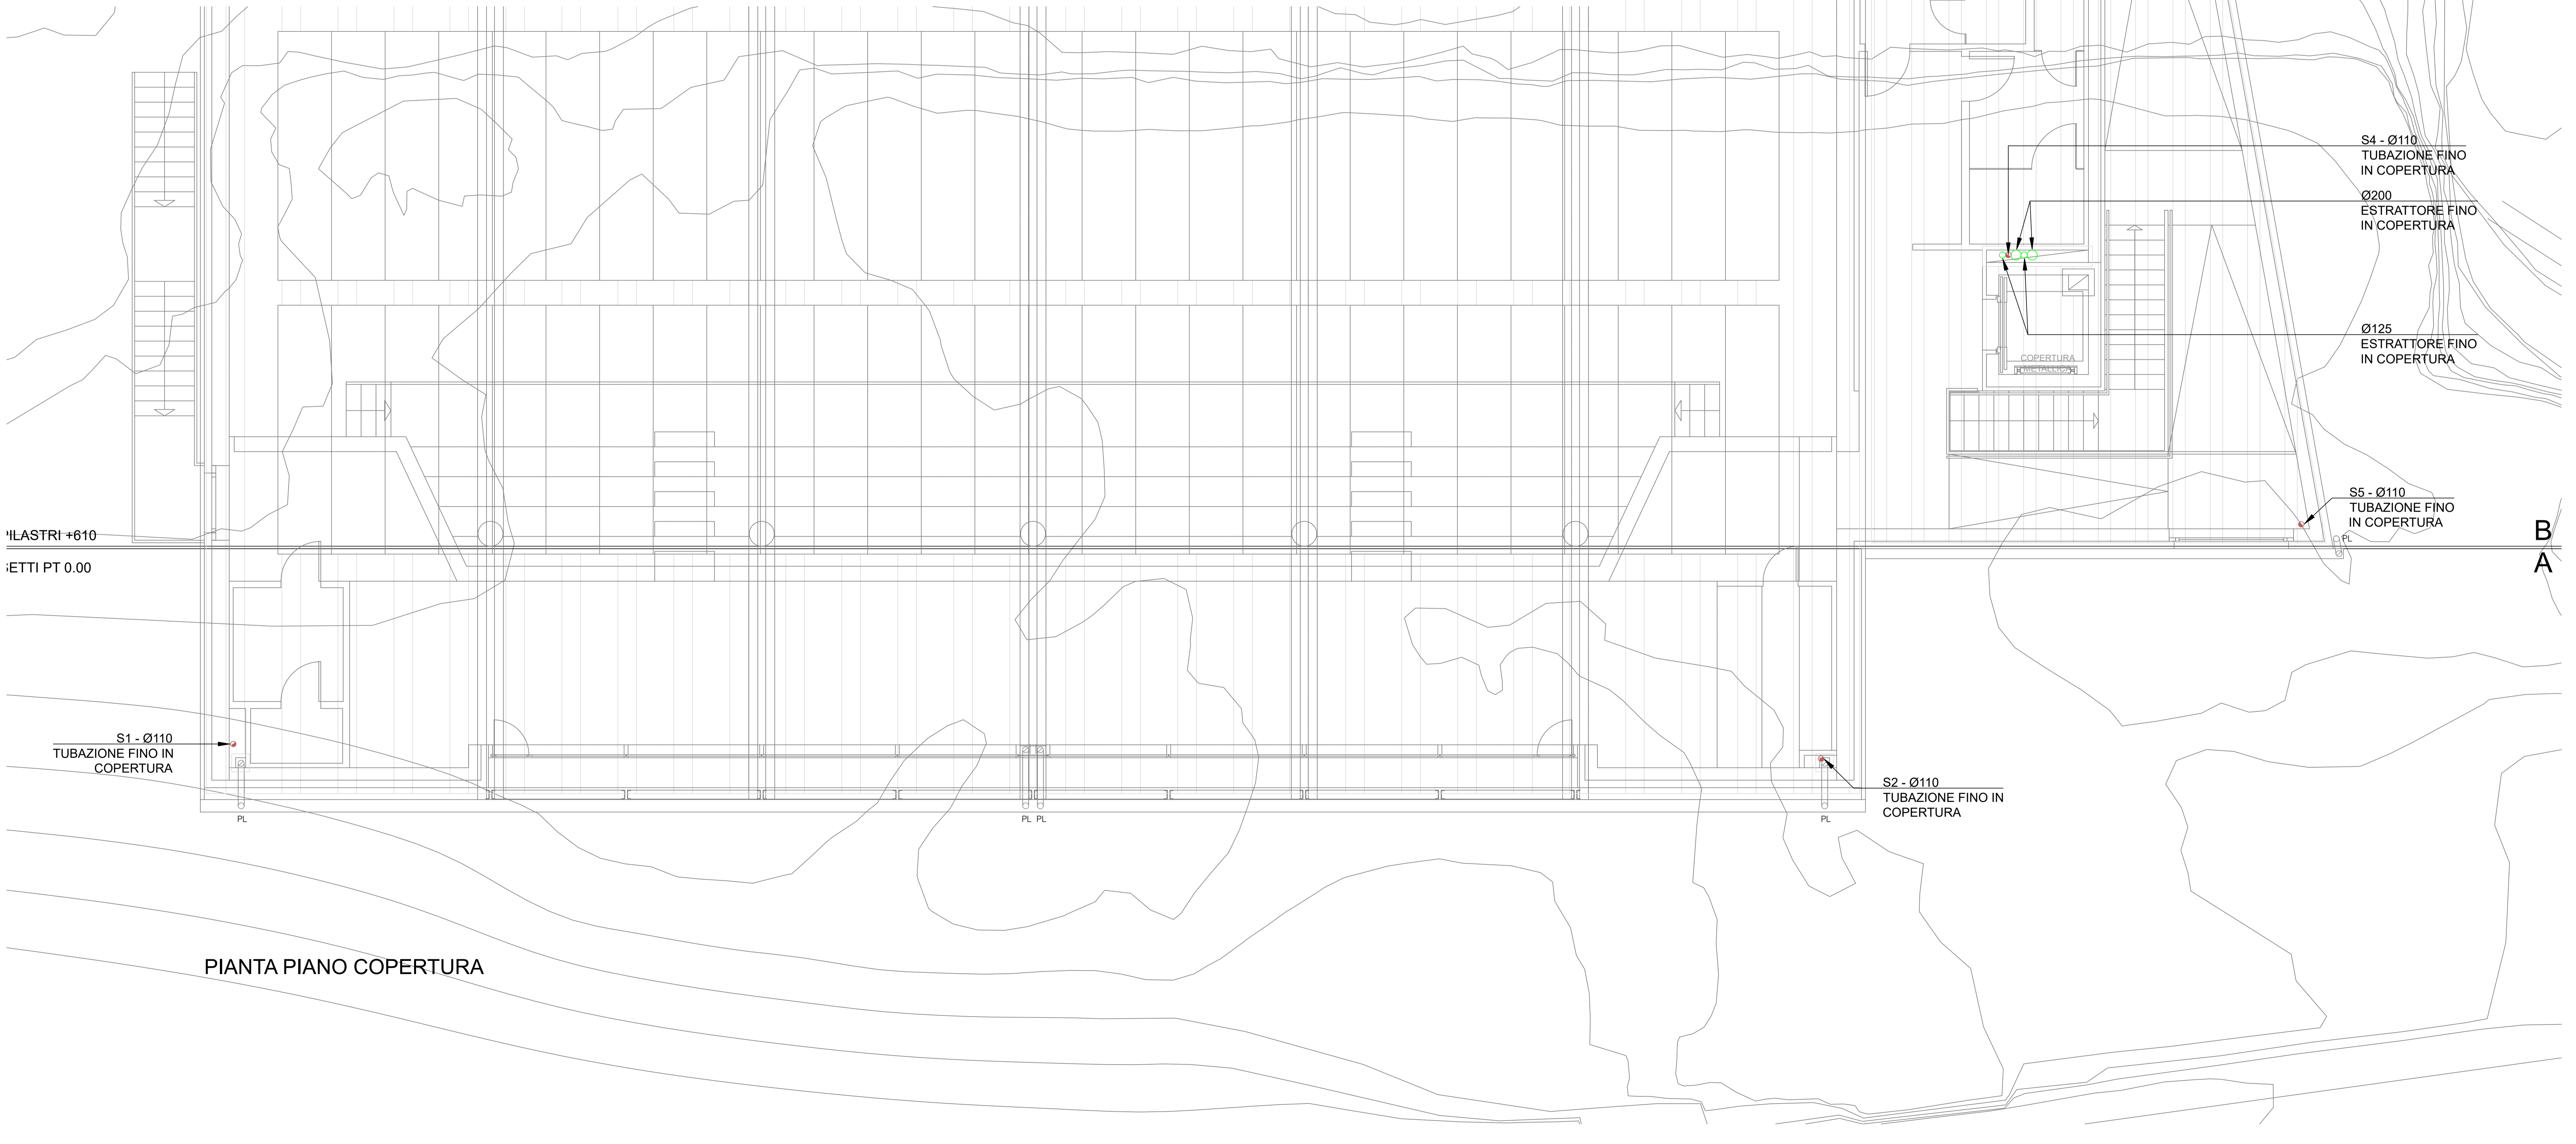 S4 - Ø110
TUBAZIONE FINO
IN COPERTURA
Ø200
ESTRATTORE FINO
IN COPERTURA
Ø125
ESTRATTORE FINO
IN COPERTURA
COPERTURA
METALLICA
S5 - Ø110
TUBAZIONE FINO
IN COPERTURA
PL
B
A
PILASTRI +610
GETTI PT 0.00
S1 - Ø110
TUBAZIONE FINO IN
COPERTURA
S2 - Ø110
TUBAZIONE FINO IN
COPERTURA
PL
PL PL
PL
PIANTA PIANO COPERTURA